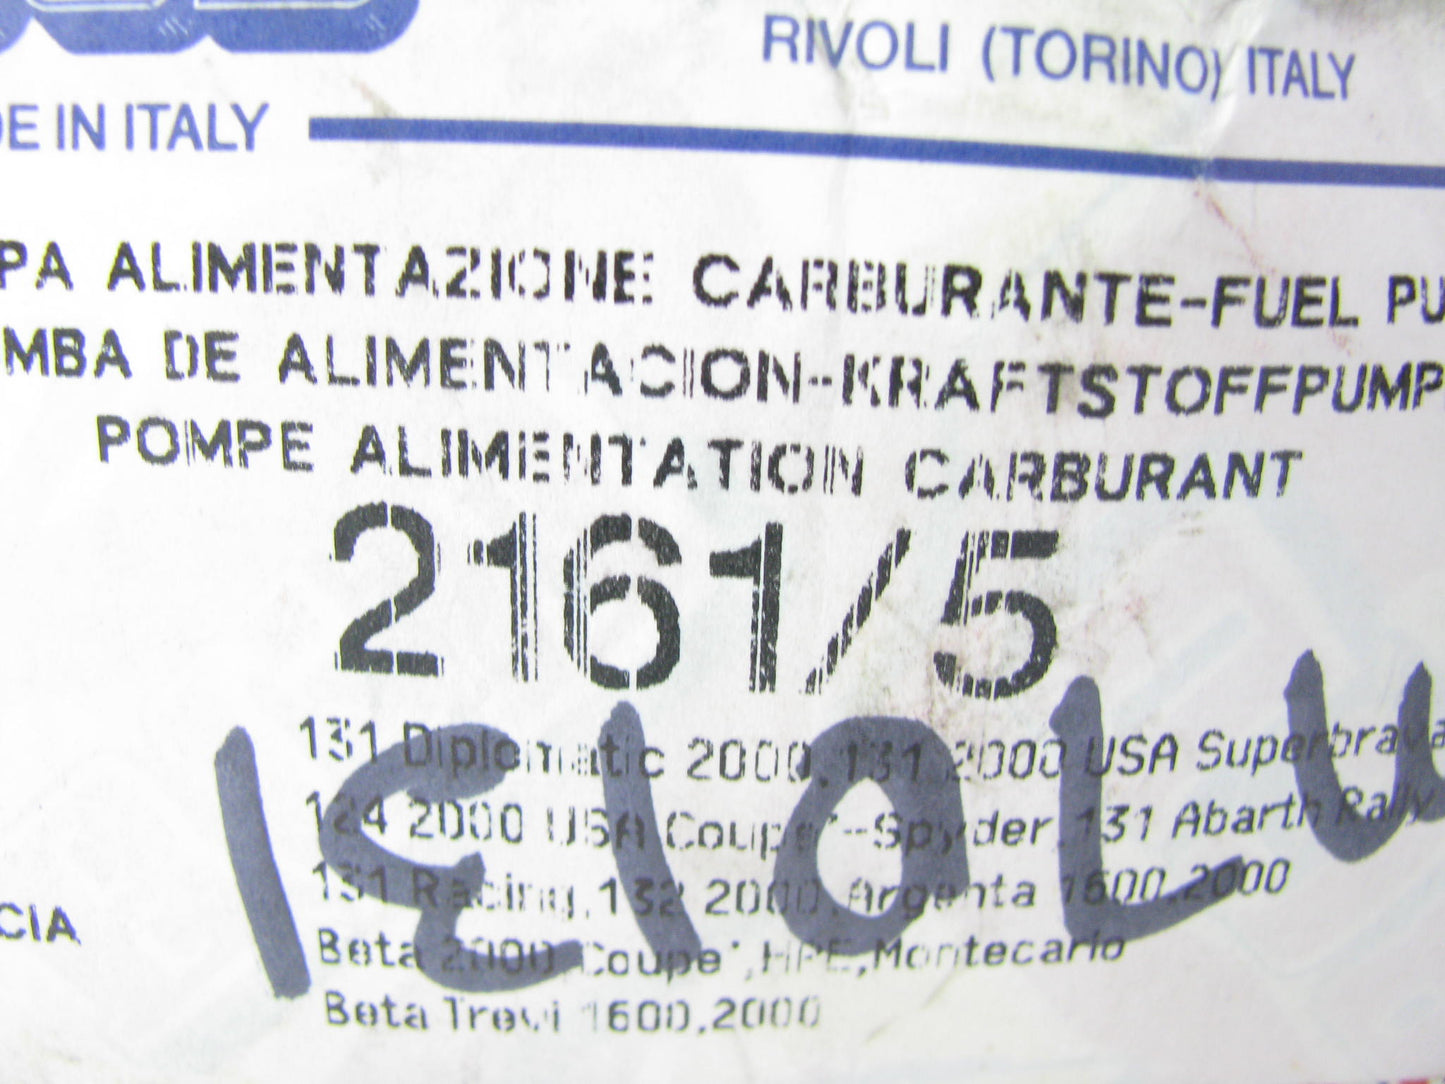 RIVOLI (TORINO) ITALY
DE IN ITALY
PA ALIMENTAZIONE CARBURANTE-FUEL PU
MBA DE ALIMENTACION-KRAFTSTOFFPUMP
POMPE ALIMENTATION CARBURANT
2161/5
131 Diplomatic 2000,131 2000 USA Superbrava
124 2000 USA Coupe'-Spyder,131 Abarth Rally
131 Racing,132 2000,Argenta 1600,2000
CIA
Beta 2000 Coupe',HPE,Montecarlo
Beta Trevi 1600,2000